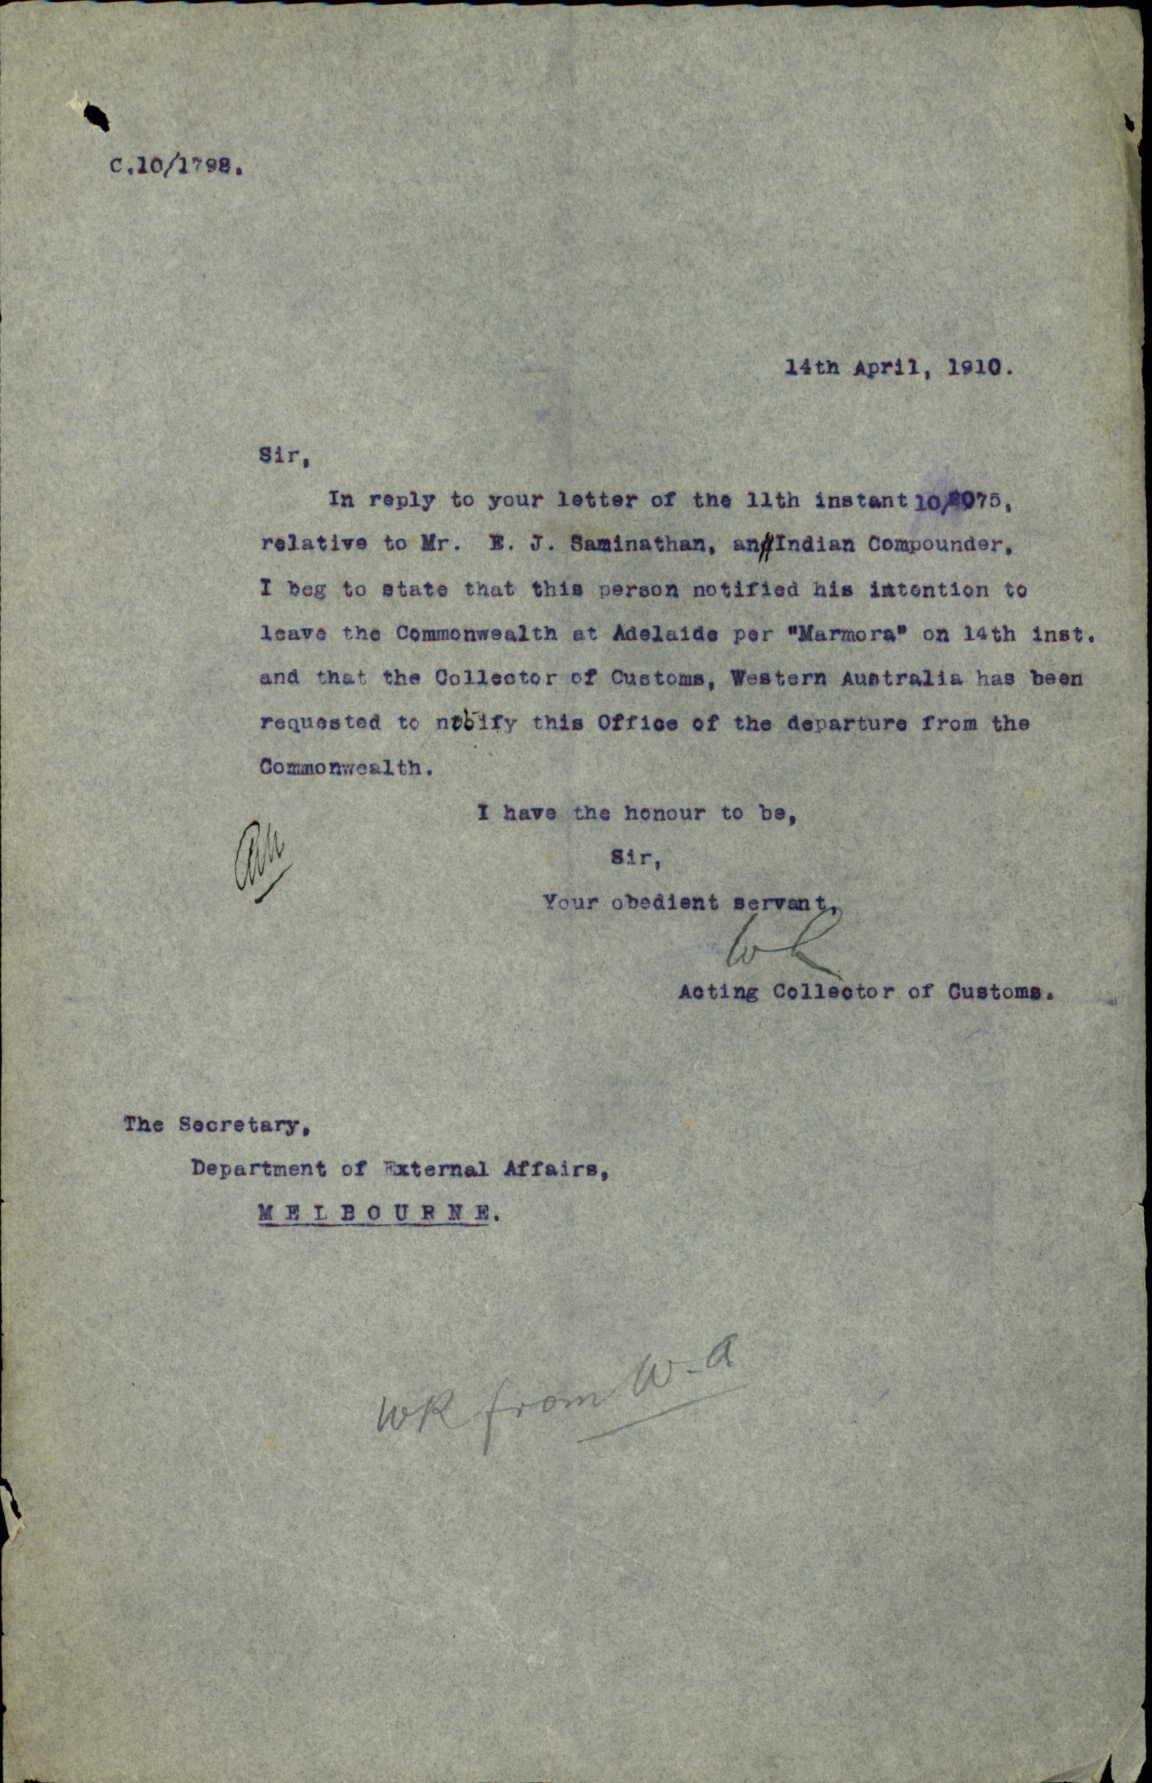 C.10/1798.
14th April, 1910.
Sir,
In reply to your letter of the 11th instant 10/2075,
relative to Mr. E. J. Saminathan, an Indian Compounder,
I beg to state that this person notified his intention to
leave the Commonwealth at Adelaide per "Marmora" on 14th inst.
and that the Collector of Customs, Western Australia has been
requested to notify this Office of the departure from the
Commonwealth.
I have the honour to be,
Sir,
Your obedient servant,
Acting Collector of Customs.
The Secretary,
Department of External Affairs,
MELBOURNE.
from W-A